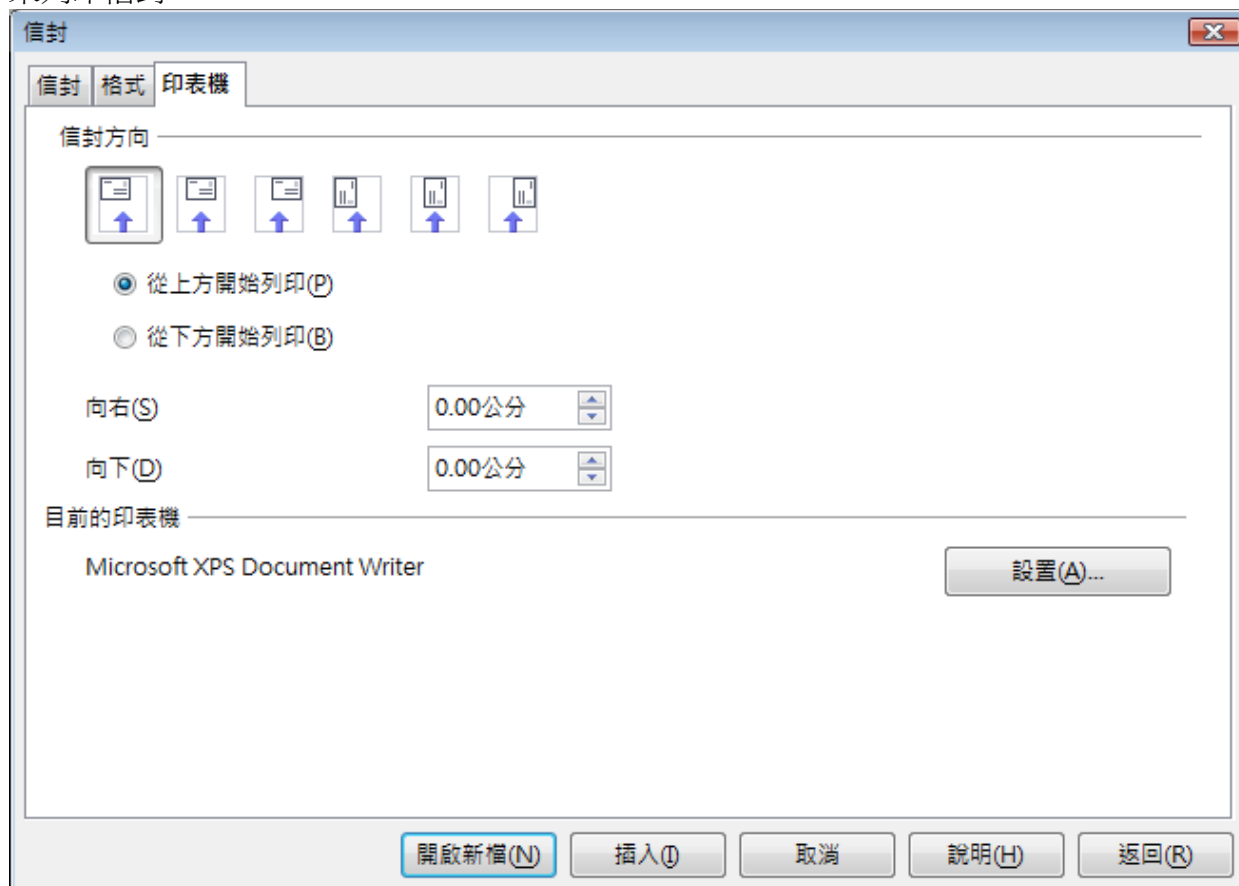 信封
信封 格式 印表機
信封方向
從上方開始列印(P)
從下方開始列印(B)
向右(S) 0.00公分
向下(D) 0.00公分
目前的印表機
Microsoft XPS Document Writer 設置(A)...
開啟新檔(N) 插入(I) 取消 說明(H) 返回(R)